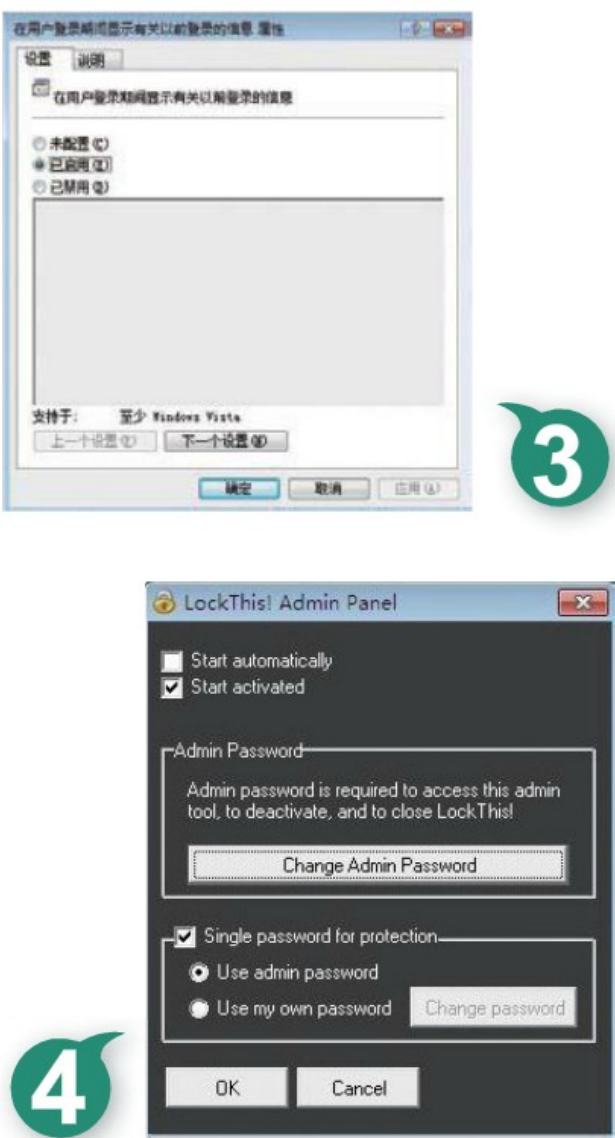 在用户登录期间显示有关以前登录的信息 属性
设置 说明
在用户登录期间显示有关以前登录的信息
未配置(C)
已启用(E)
已禁用(D)
支持于: 至少 Windows Vista
上一个设置(P) 下一个设置(N)
确定 取消 应用(A)
3
LockThis! Admin Panel
Start automatically
Start activated
Admin Password
Admin password is required to access this admin
tool, to deactivate, and to close LockThis!
Change Admin Password
Single password for protection
Use admin password
Use my own password Change password
OK Cancel
4